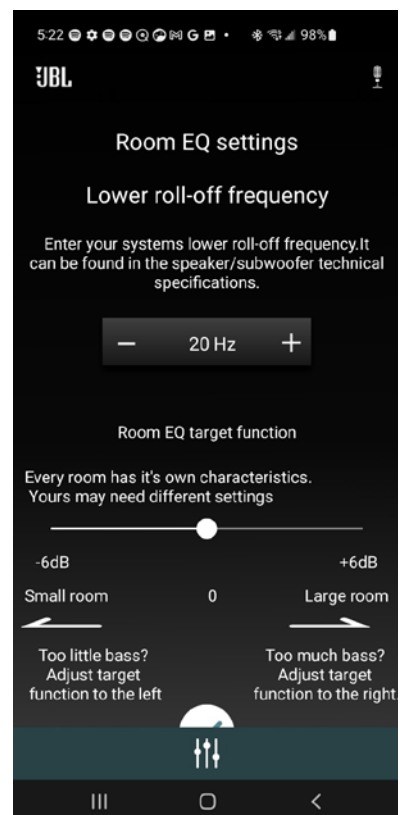 5:22 98%
JBL
Room EQ settings
Lower roll-off frequency
Enter your systems lower roll-off frequency.It
can be found in the speaker/subwoofer technical
specifications.
− 20 Hz +
Room EQ target function
Every room has it's own characteristics.
Yours may need different settings
-6dB +6dB
Small room 0 Large room
Too little bass? Too much bass?
Adjust target Adjust target
function to the left function to the right.